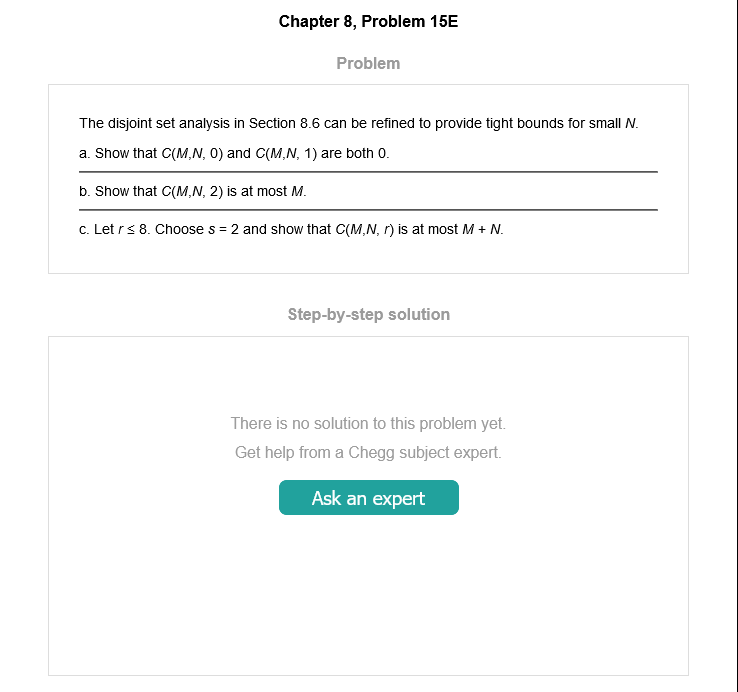 Chapter 8, Problem 15E
Problem
The disjoint set analysis in Section 8.6 can be refined to provide tight bounds for small N.
a. Show that C(M,N, 0) and C(M,N, 1) are both 0.
b. Show that C(M,N, 2) is at most M.
c. Let r ≤ 8. Choose s = 2 and show that C(M,N, r) is at most M + N.
Step-by-step solution
There is no solution to this problem yet.
Get help from a Chegg subject expert.
Ask an expert